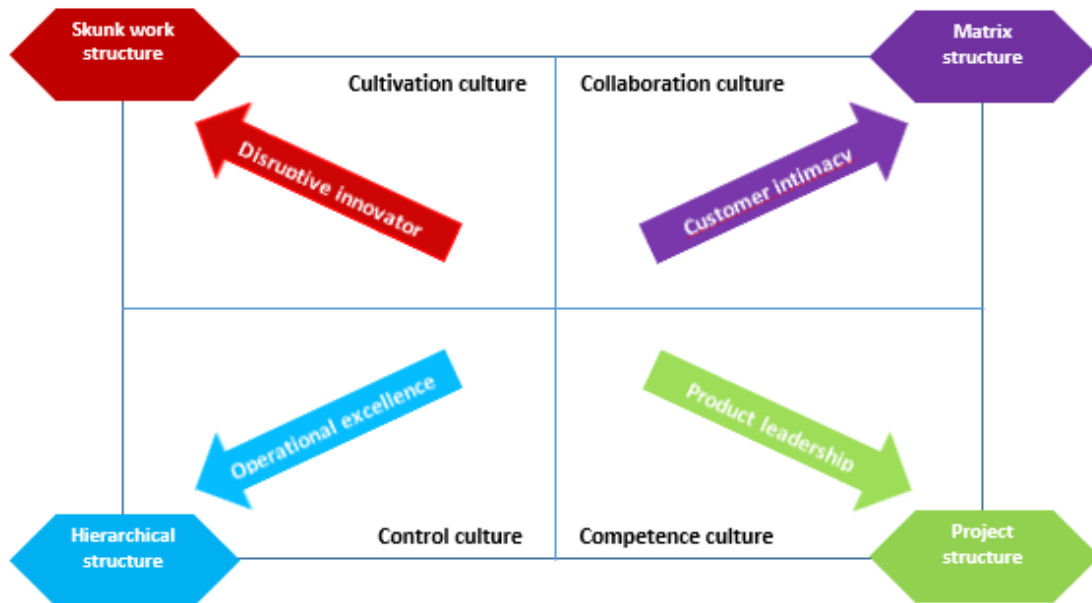 Skunk work
structure
Matrix
structure
Cultivation culture
Collaboration culture
Disruptive innovator
Customer intimacy
Operational excellence
Product leadership
Control culture
Competence culture
Hierarchical
structure
Project
structure